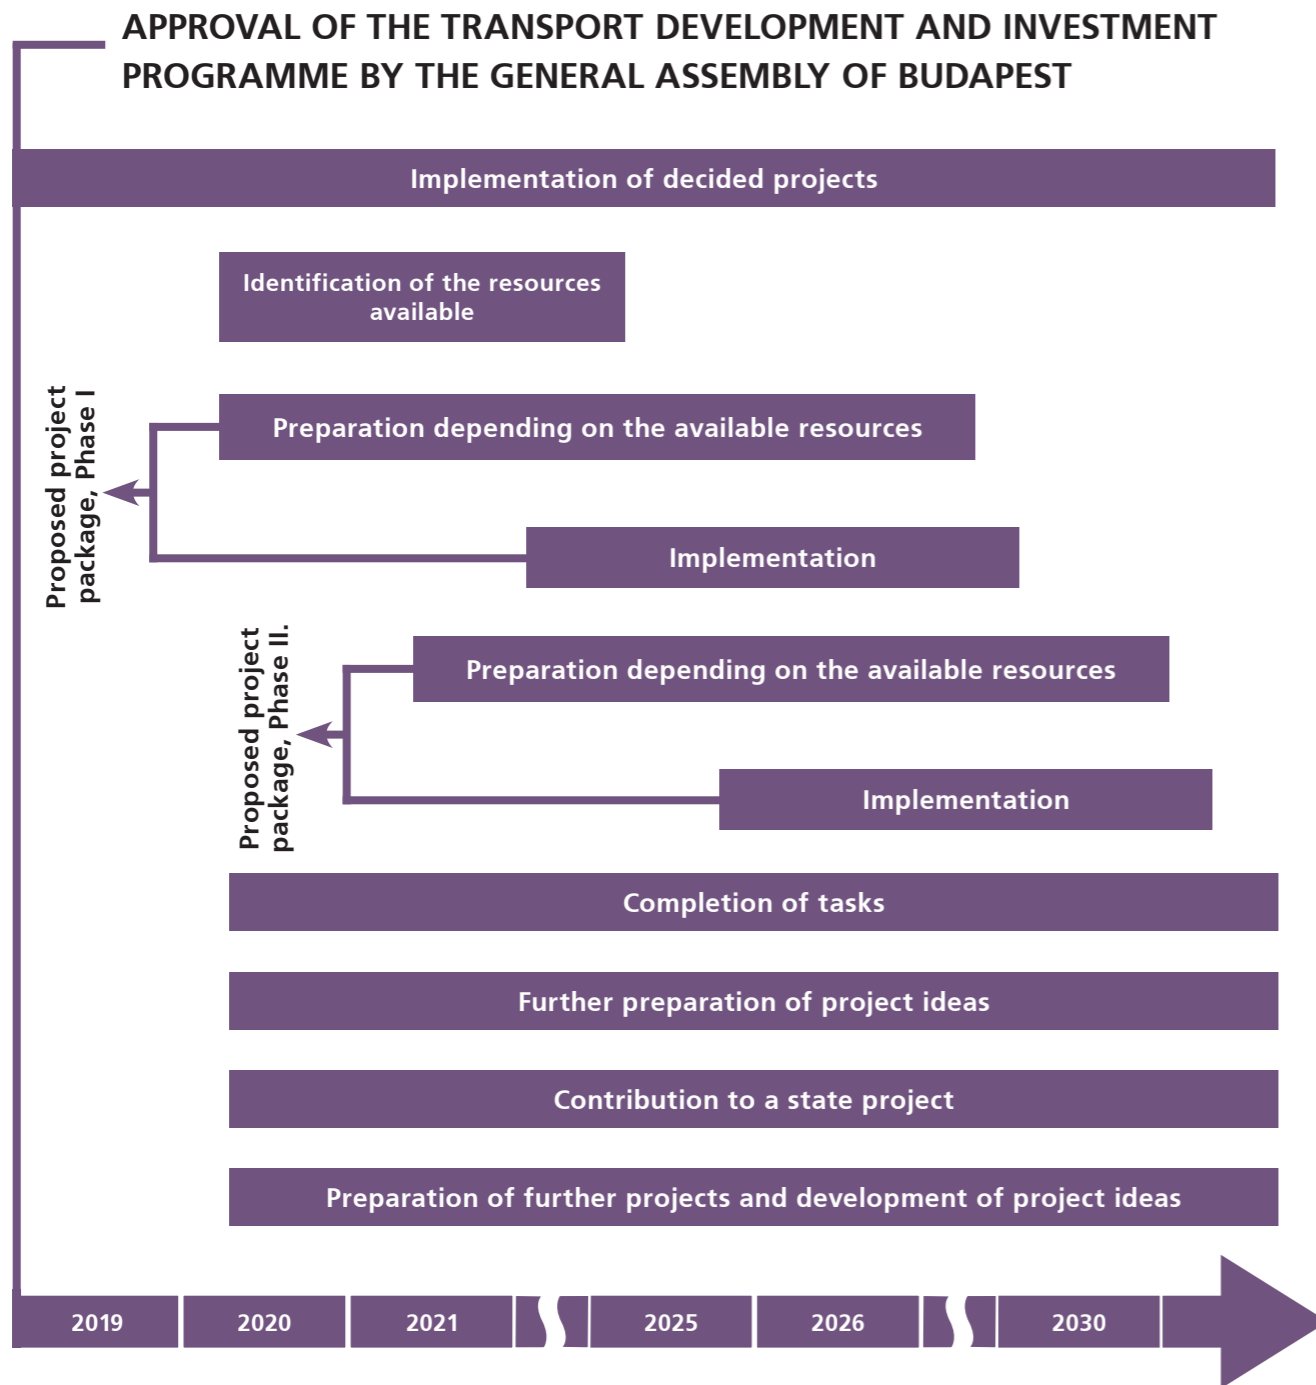 APPROVAL OF THE TRANSPORT DEVELOPMENT AND INVESTMENT
PROGRAMME BY THE GENERAL ASSEMBLY OF BUDAPEST
Implementation of decided projects
Identification of the resources
available
Proposed project
package, Phase I
Preparation depending on the available resources
Implementation
Proposed project
package, Phase II.
Preparation depending on the available resources
Implementation
Completion of tasks
Further preparation of project ideas
Contribution to a state project
Preparation of further projects and development of project ideas
2019 2020 2021 2025 2026 2030